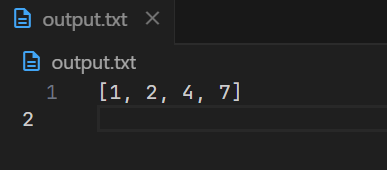 output.txt
output.txt
1 [1, 2, 4, 7]
2